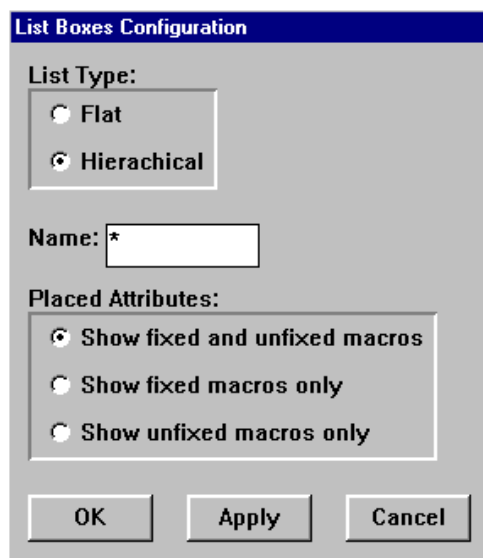 List Boxes Configuration
List Type:
Flat
Hierachical
Name: *
Placed Attributes:
Show fixed and unfixed macros
Show fixed macros only
Show unfixed macros only
OK Apply Cancel